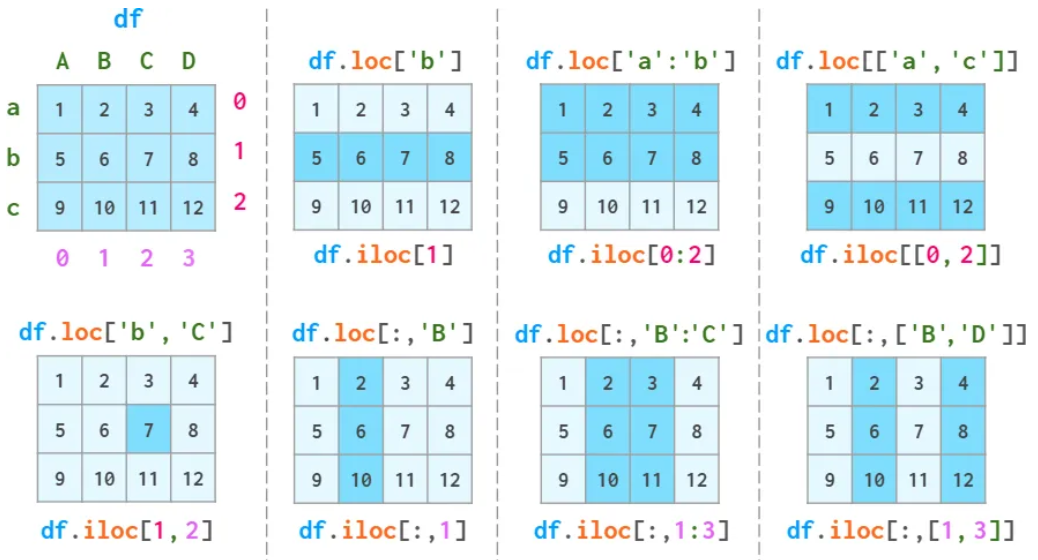 df
A B C D
a 1 2 3 4 0
b 5 6 7 8 1
c 9 10 11 12 2
0 1 2 3
df.loc['b']
1 2 3 4
5 6 7 8
9 10 11 12
df.iloc[1]
df.loc['a':'b']
1 2 3 4
5 6 7 8
9 10 11 12
df.iloc[0:2]
df.loc[['a', 'c']]
1 2 3 4
5 6 7 8
9 10 11 12
df.iloc[[0, 2]]
df.loc['b', 'C']
1 2 3 4
5 6 7 8
9 10 11 12
df.iloc[1, 2]
df.loc[:,'B']
1 2 3 4
5 6 7 8
9 10 11 12
df.iloc[:,1]
df.loc[:,'B':'C']
1 2 3 4
5 6 7 8
9 10 11 12
df.iloc[:,1:3]
df.loc[:,['B','D']]
1 2 3 4
5 6 7 8
9 10 11 12
df.iloc[:,[1, 3]]